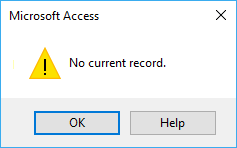 Microsoft Access
No current record.
OK
Help